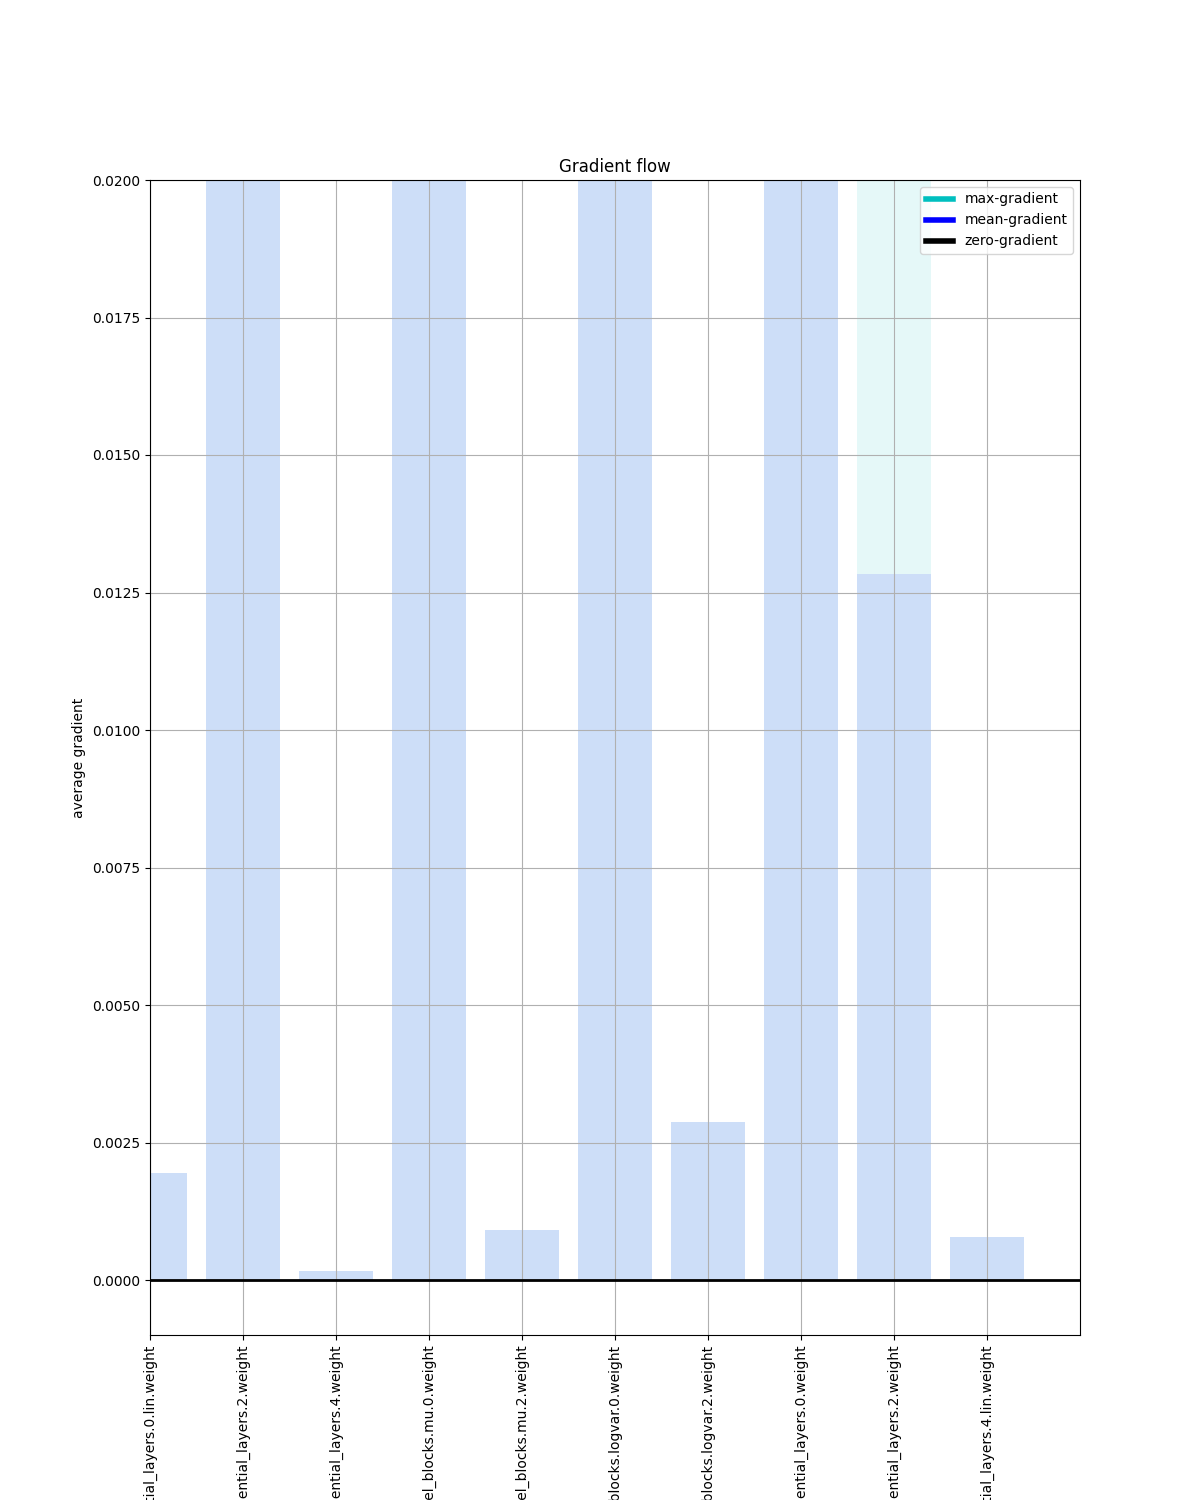 Gradient flow
max-gradient
mean-gradient
zero-gradient
0.0200
0.0175
0.0150
0.0125
0.0100
0.0075
0.0050
0.0025
0.0000
average gradient
tial_layers.0.lin.weight
ential_layers.2.weight
ential_layers.4.weight
el_blocks.mu.0.weight
el_blocks.mu.2.weight
blocks.logvar.0.weight
blocks.logvar.2.weight
ential_layers.0.weight
ential_layers.2.weight
tial_layers.4.lin.weight